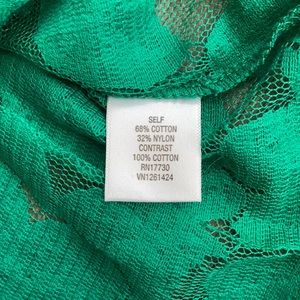 SELF
68% COTTON
32% NYLON
CONTRAST
100% COTTON
RN17730
VN1261424